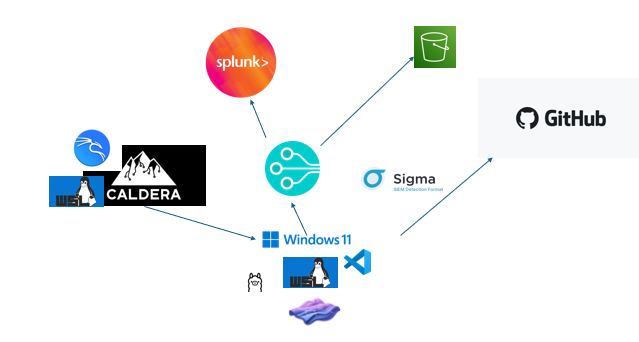 splunk>
GitHub
CALDERA
WSL
Sigma
SIEM Detection Format
Windows 11
WSL